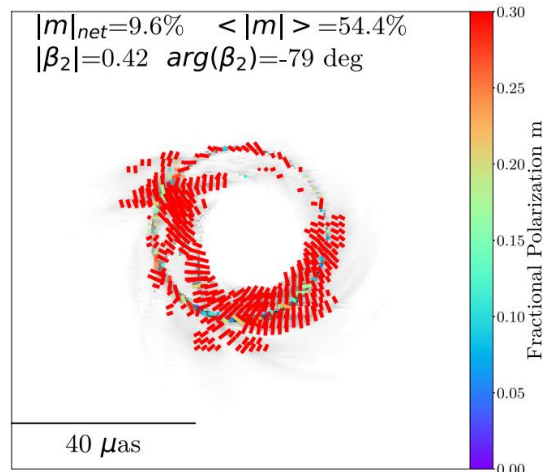 |m|net=9.6% <|m|>=54.4%
|β2|=0.42 arg(β2)=-79 deg
0.30
0.25
0.20
0.15
0.10
0.05
0.00
Fractional Polarization m
40 μas